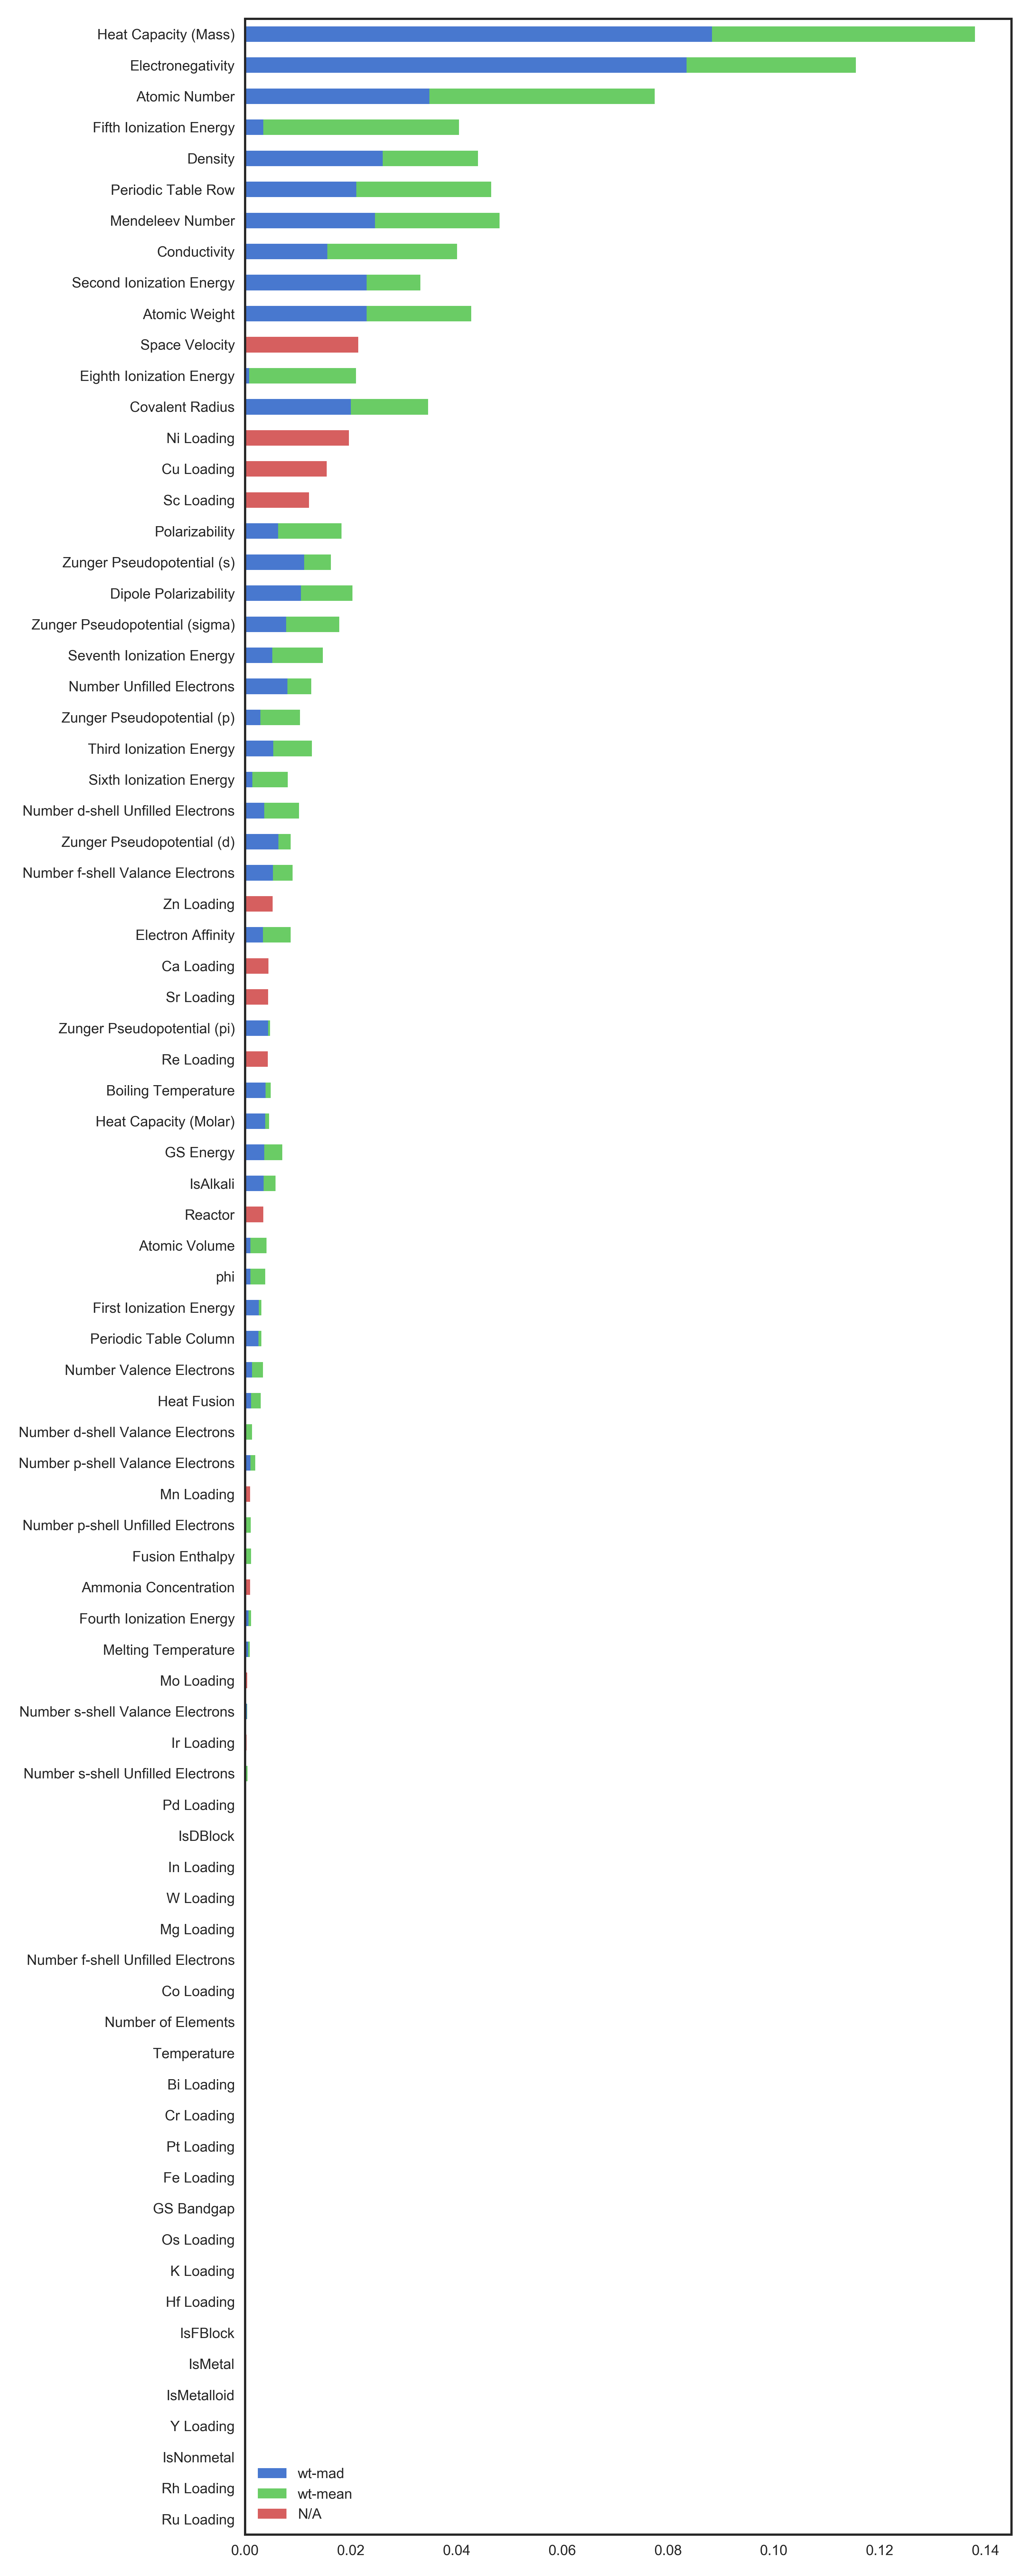 Heat Capacity (Mass)
Electronegativity
Atomic Number
Fifth Ionization Energy
Density
Periodic Table Row
Mendeleev Number
Conductivity
Second Ionization Energy
Atomic Weight
Space Velocity
Eighth Ionization Energy
Covalent Radius
Ni Loading
Cu Loading
Sc Loading
Polarizability
Zunger Pseudopotential (s)
Dipole Polarizability
Zunger Pseudopotential (sigma)
Seventh Ionization Energy
Number Unfilled Electrons
Zunger Pseudopotential (p)
Third Ionization Energy
Sixth Ionization Energy
Number d-shell Unfilled Electrons
Zunger Pseudopotential (d)
Number f-shell Valance Electrons
Zn Loading
Electron Affinity
Ca Loading
Sr Loading
Zunger Pseudopotential (pi)
Re Loading
Boiling Temperature
Heat Capacity (Molar)
GS Energy
IsAlkali
Reactor
Atomic Volume
phi
First Ionization Energy
Periodic Table Column
Number Valence Electrons
Heat Fusion
Number d-shell Valance Electrons
Number p-shell Valance Electrons
Mn Loading
Number p-shell Unfilled Electrons
Fusion Enthalpy
Ammonia Concentration
Fourth Ionization Energy
Melting Temperature
Mo Loading
Number s-shell Valance Electrons
Ir Loading
Number s-shell Unfilled Electrons
Pd Loading
IsDBlock
In Loading
W Loading
Mg Loading
Number f-shell Unfilled Electrons
Co Loading
Number of Elements
Temperature
Bi Loading
Cr Loading
Pt Loading
Fe Loading
GS Bandgap
Os Loading
K Loading
Hf Loading
IsFBlock
IsMetal
IsMetalloid
Y Loading
IsNonmetal
Rh Loading
Ru Loading
wt-mad
wt-mean
N/A
0.00 0.02 0.04 0.06 0.08 0.10 0.12 0.14